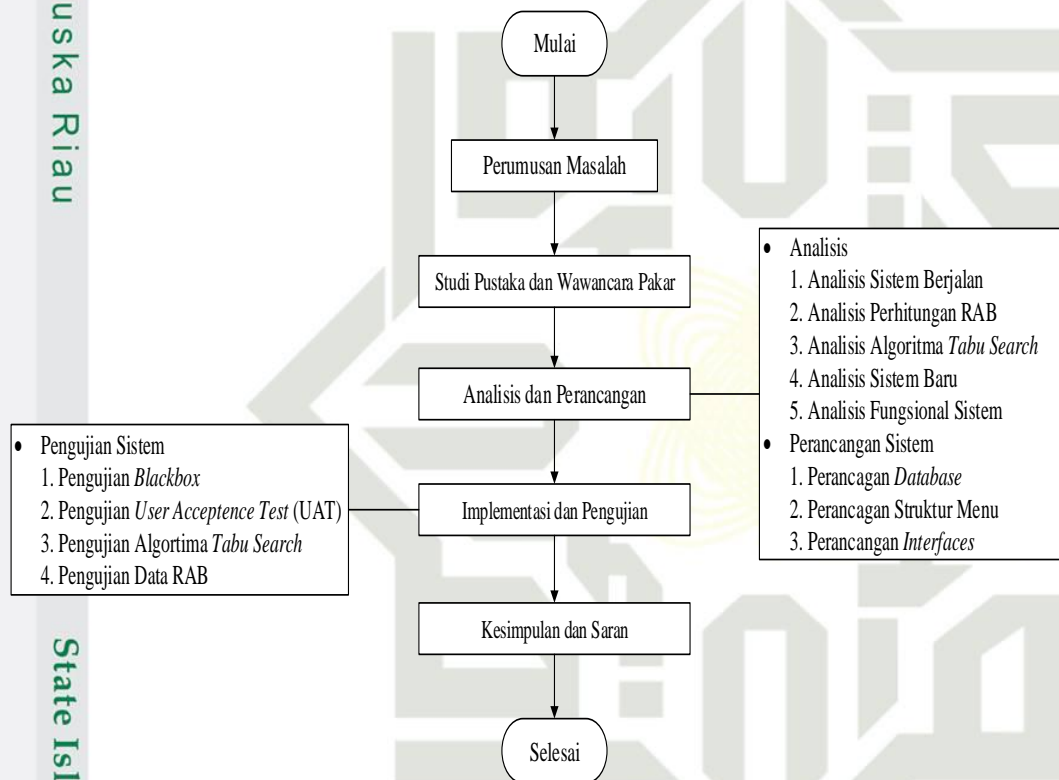 uska Riau
State Isl
Mulai
Perumusan Masalah
Studi Pustaka dan Wawancara Pakar
Analisis dan Perancangan
• Analisis
1. Analisis Sistem Berjalan
2. Analisis Perhitungan RAB
3. Analisis Algoritma Tabu Search
4. Analisis Sistem Baru
5. Analisis Fungsional Sistem
• Perancangan Sistem
1. Perancagan Database
2. Perancagan Struktur Menu
3. Perancangan Interfaces
Implementasi dan Pengujian
• Pengujian Sistem
1. Pengujian Blackbox
2. Pengujian User Acceptence Test (UAT)
3. Pengujian Algortima Tabu Search
4. Pengujian Data RAB
Kesimpulan dan Saran
Selesai